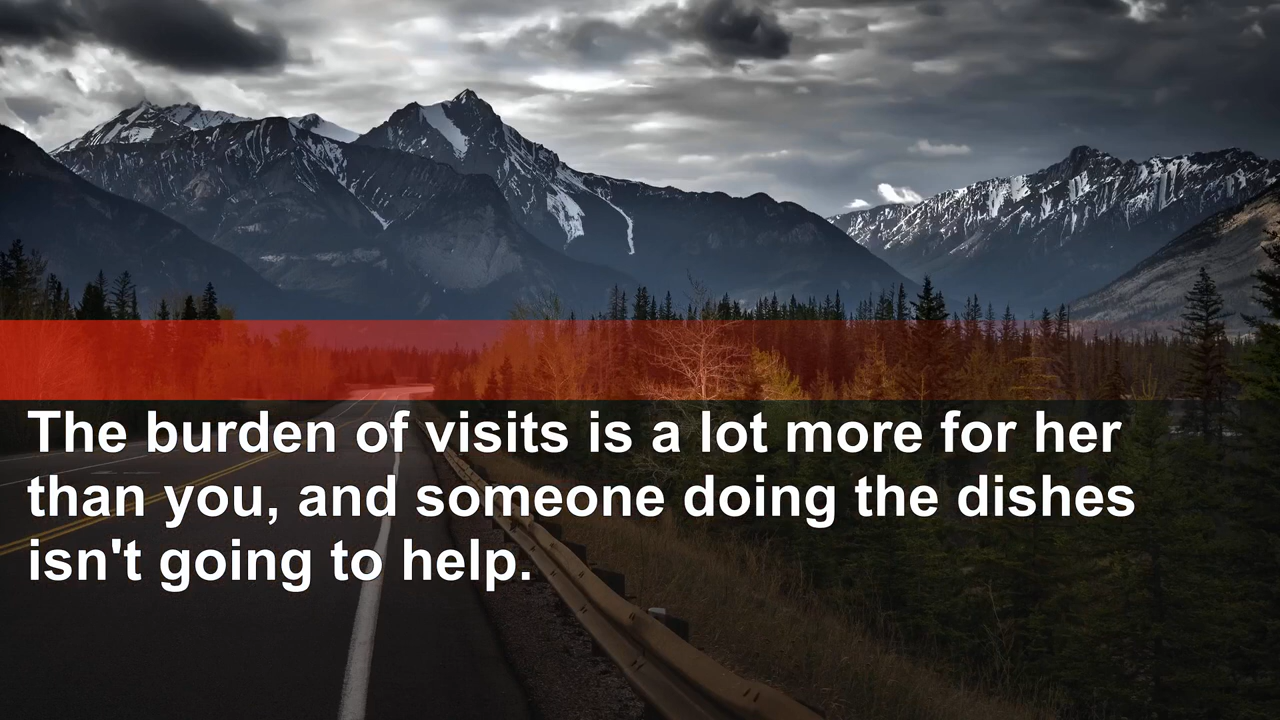 The burden of visits is a lot more for her
than you, and someone doing the dishes
isn't going to help.